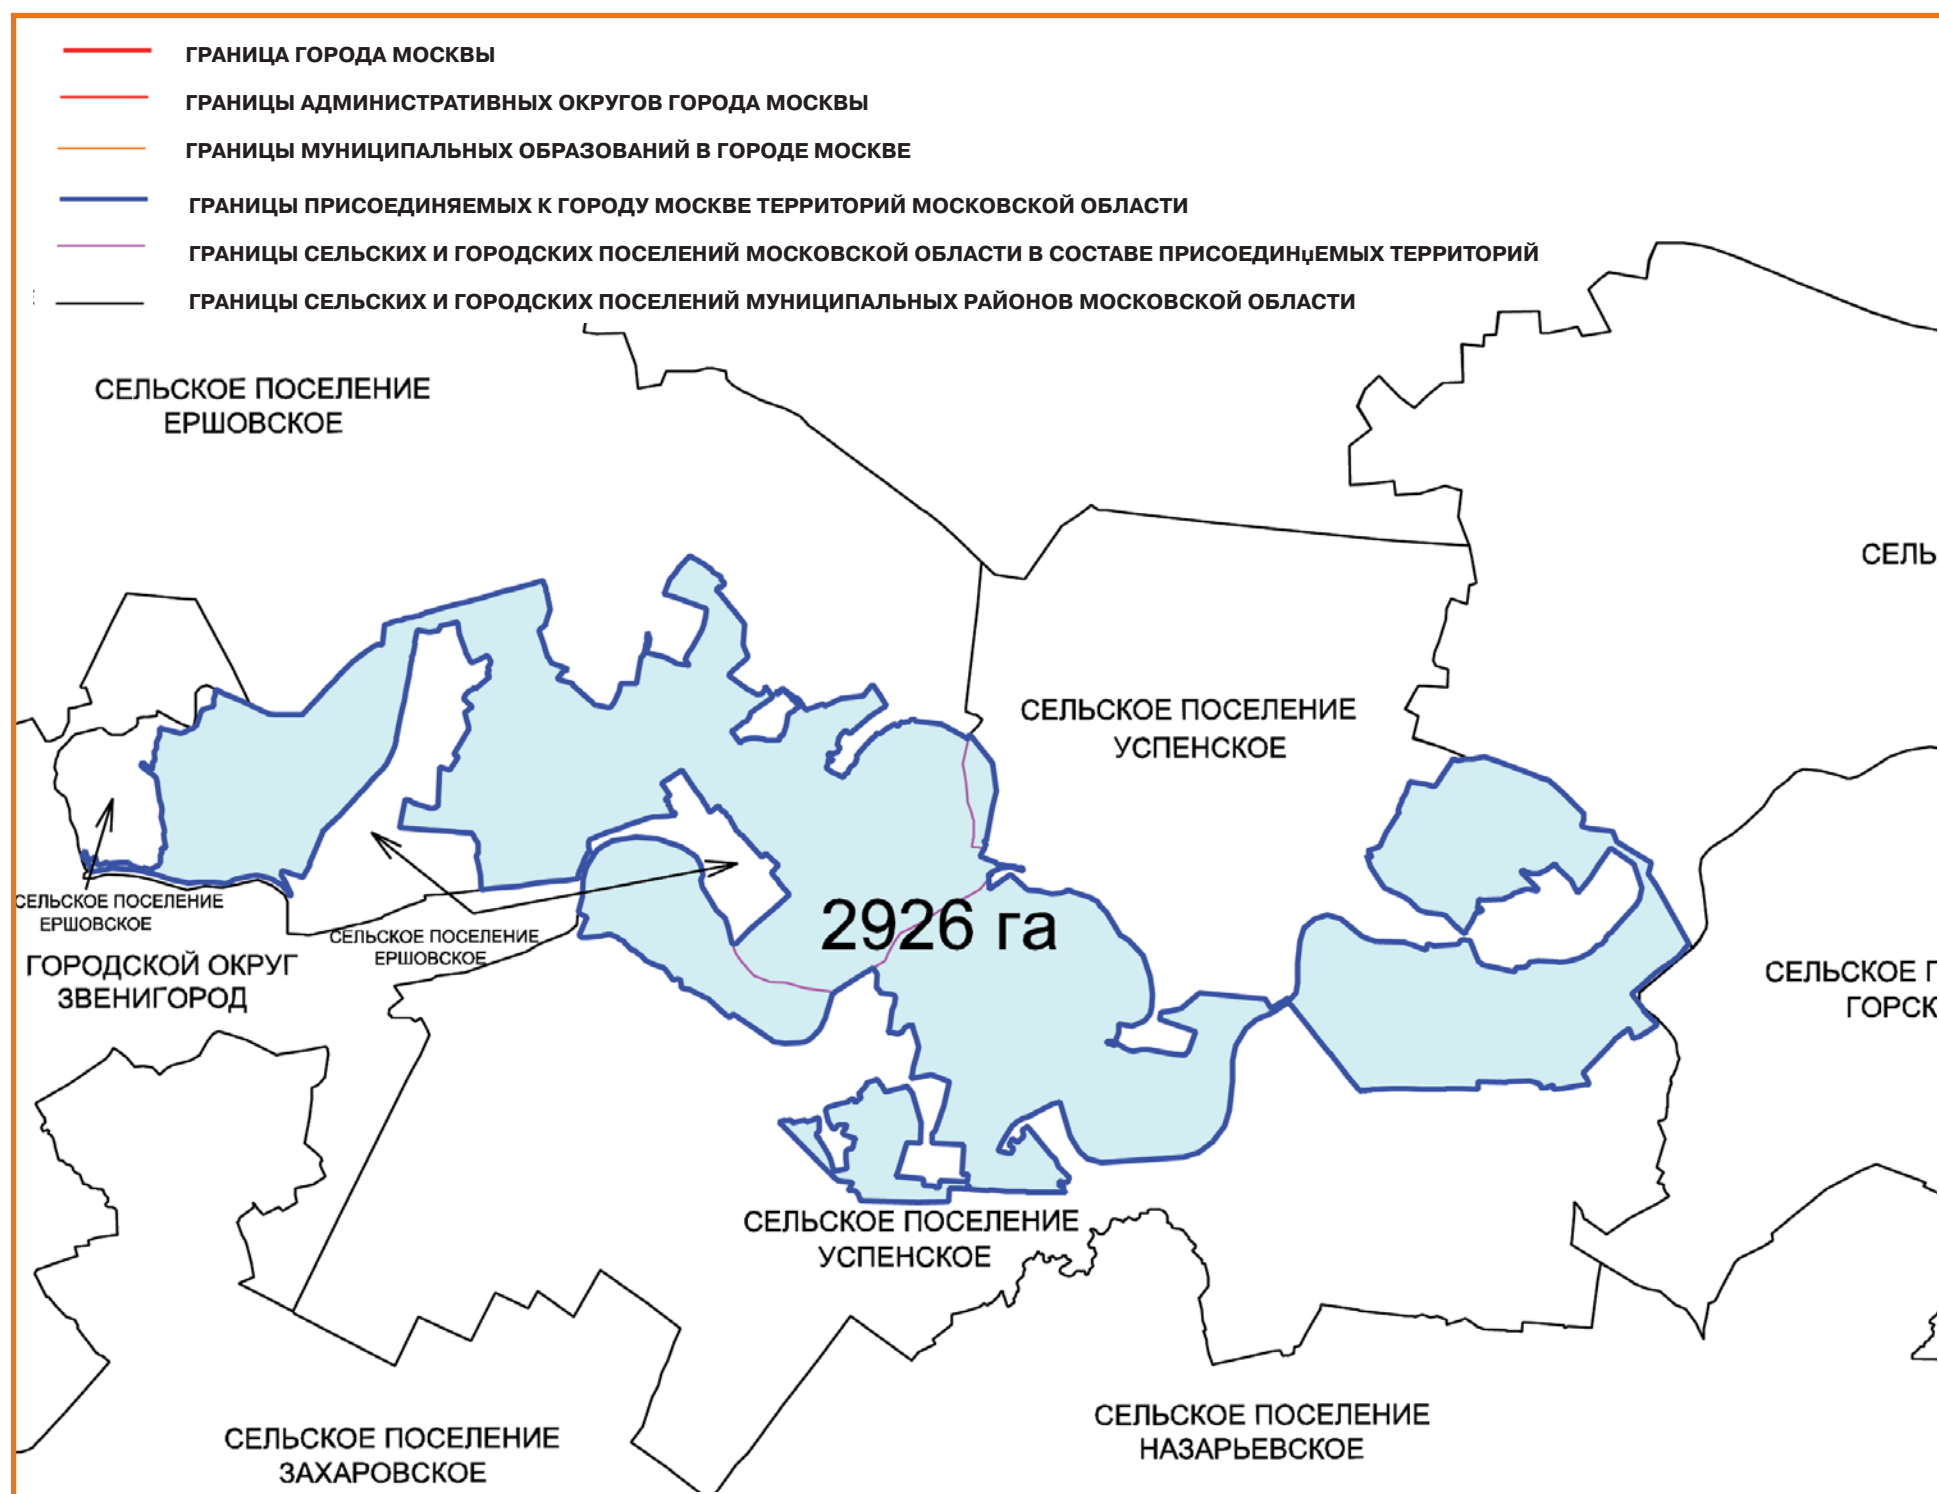 ГРАНИЦА ГОРОДА МОСКВЫ
ГРАНИЦЫ АДМИНИСТРАТИВНЫХ ОКРУГОВ ГОРОДА МОСКВЫ
ГРАНИЦЫ МУНИЦИПАЛЬНЫХ ОБРАЗОВАНИЙ В ГОРОДЕ МОСКВЕ
ГРАНИЦЫ ПРИСОЕДИНЯЕМЫХ К ГОРОДУ МОСКВЕ ТЕРРИТОРИЙ МОСКОВСКОЙ ОБЛАСТИ
ГРАНИЦЫ СЕЛЬСКИХ И ГОРОДСКИХ ПОСЕЛЕНИЙ МОСКОВСКОЙ ОБЛАСТИ В СОСТАВЕ ПРИСОЕДИНџЕМЫХ ТЕРРИТОРИЙ
ГРАНИЦЫ СЕЛЬСКИХ И ГОРОДСКИХ ПОСЕЛЕНИЙ МУНИЦИПАЛЬНЫХ РАЙОНОВ МОСКОВСКОЙ ОБЛАСТИ
СЕЛЬСКОЕ ПОСЕЛЕНИЕ
ЕРШОВСКОЕ
СЕЛЬ
СЕЛЬСКОЕ ПОСЕЛЕНИЕ
УСПЕНСКОЕ
СЕЛЬСКОЕ ПОСЕЛЕНИЕ
ЕРШОВСКОЕ
СЕЛЬСКОЕ ПОСЕЛЕНИЕ
ЕРШОВСКОЕ
2926 га
ГОРОДСКОЙ ОКРУГ
ЗВЕНИГОРОД
СЕЛЬСКОЕ П
ГОРСК
СЕЛЬСКОЕ ПОСЕЛЕНИЕ
УСПЕНСКОЕ
СЕЛЬСКОЕ ПОСЕЛЕНИЕ
НАЗАРЬЕВСКОЕ
СЕЛЬСКОЕ ПОСЕЛЕНИЕ
ЗАХАРОВСКОЕ